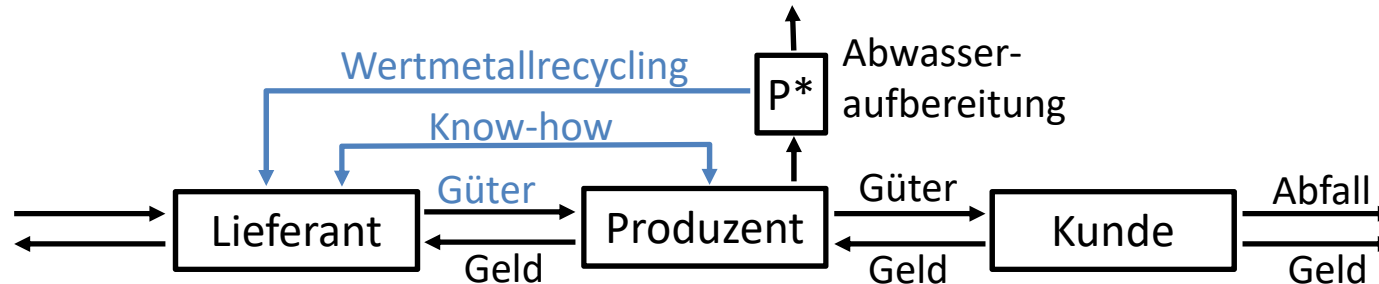 Wertmetallrecycling
P*
Abwasser-
aufbereitung
Know-how
Güter
Güter
Abfall
Lieferant
Produzent
Kunde
Geld
Geld
Geld